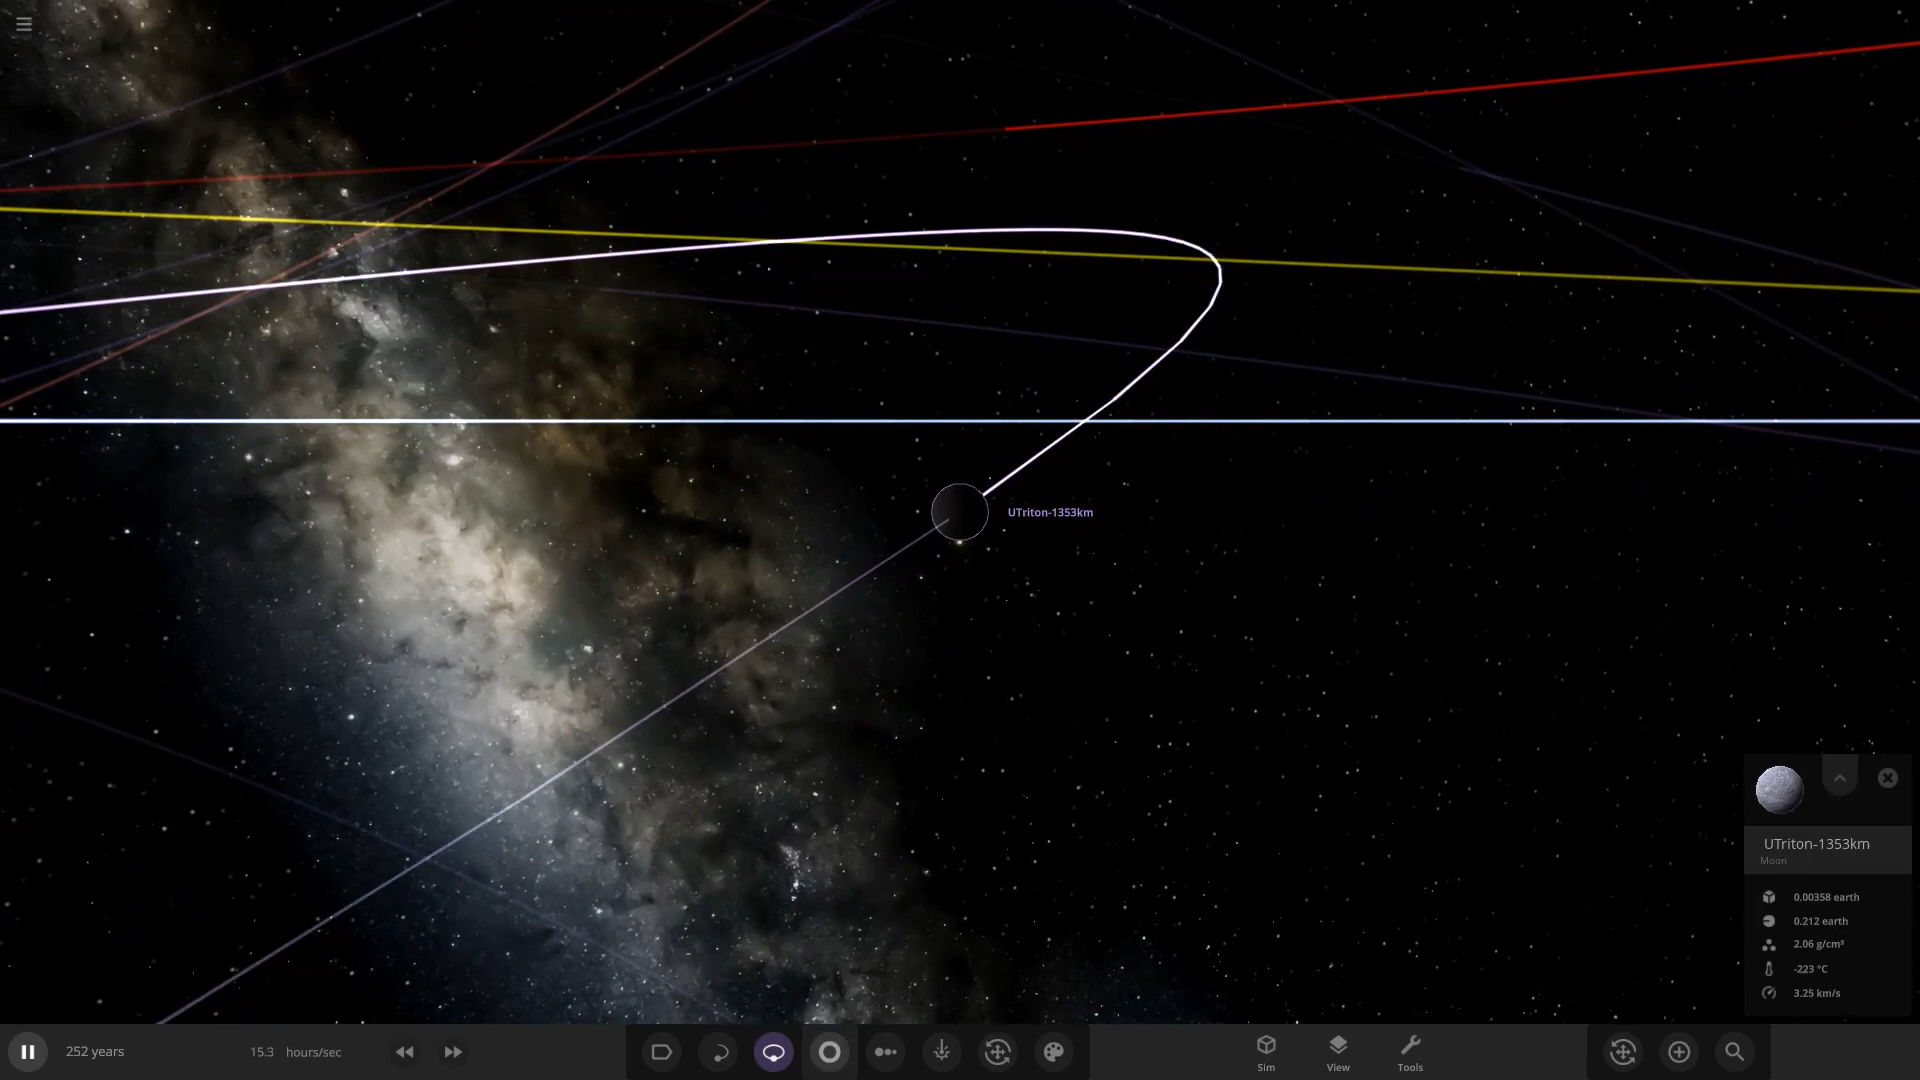 UTriton-1353km
UTriton-1353km
Moon
0.00358 earth
0.212 earth
2.06 g/cm³
-223 °C
3.25 km/s
252 years
15.3 hours/sec
Sim
View
Tools